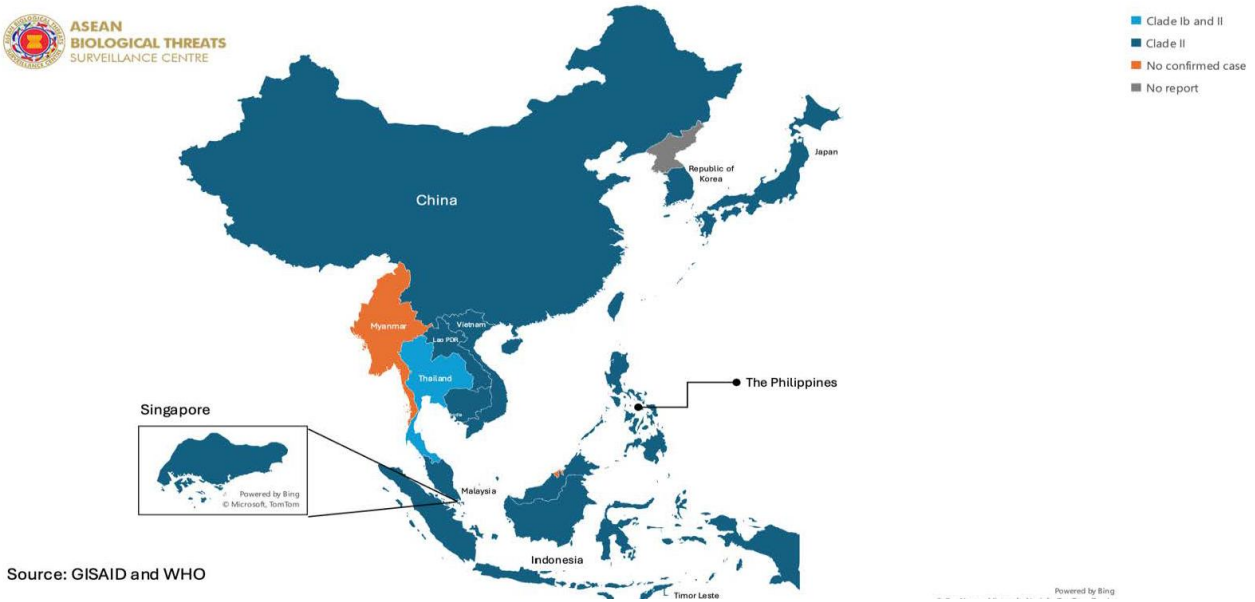 ASEAN
BIOLOGICAL THREATS
SURVEILLANCE CENTRE
Clade Ib and II
Clade II
No confirmed case
No report
Japan
Republic of
Korea
China
Myanmar
Vietnam
Lao PDR
Thailand
The Philippines
Singapore
Powered by Bing
© Microsoft, TomTom
Malaysia
Indonesia
Source: GISAID and WHO
Timor Leste
Powered by Bing